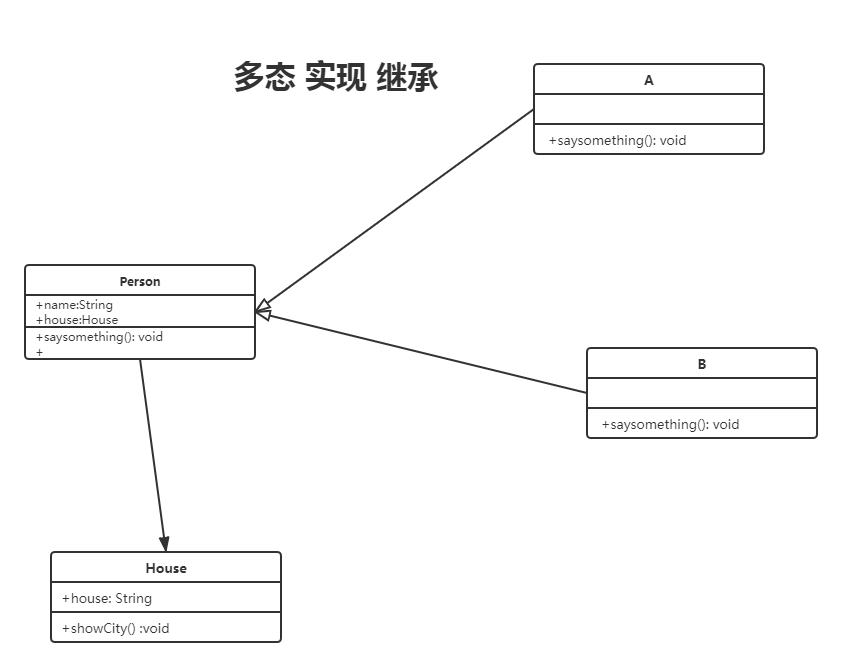 多态 实现 继承
A
+saysomething(): void
Person
+name:String
+house:House
+saysomething(): void
+
B
+saysomething(): void
House
+house: String
+showCity() :void